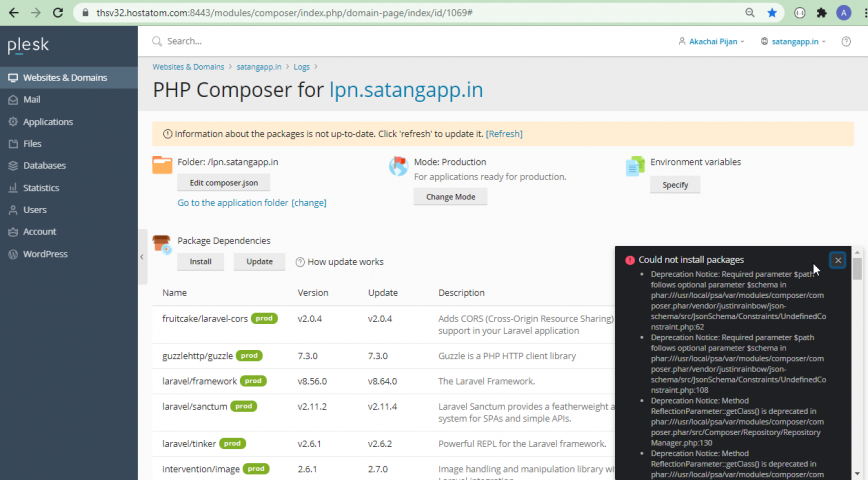 thsv32.hostatom.com:8443/modules/composer/index.php/domain-page/index/id/1069#
A
plesk
Search...
Akachai Pijan
satangapp.in
Websites & Domains
Mail
Applications
Files
Databases
Statistics
Users
Account
WordPress
Websites & Domains > satangapp.in > Logs >
PHP Composer for lpn.satangapp.in
Information about the packages is not up-to-date. Click 'refresh' to update it. [Refresh]
Folder: /lpn.satangapp.in
Edit composer.json
Go to the application folder [change]
Mode: Production
For applications ready for production.
Change Mode
Environment variables
Specify
Package Dependencies
Install Update ? How update works
Name Version Update Description
fruitcake/laravel-cors prod v2.0.4 v2.0.4 Adds CORS (Cross-Origin Resource Sharing)
support in your Laravel application
guzzlehttp/guzzle prod 7.3.0 7.3.0 Guzzle is a PHP HTTP client library
laravel/framework prod v8.56.0 v8.64.0 The Laravel Framework.
laravel/sanctum prod v2.11.2 v2.11.4 Laravel Sanctum provides a featherweight a
system for SPAs and simple APIs.
laravel/tinker prod v2.6.1 v2.6.2 Powerful REPL for the Laravel framework.
intervention/image prod 2.6.1 2.7.0 Image handling and manipulation library wi
Laravel integration
Could not install packages
Deprecation Notice: Required parameter $path
follows optional parameter $schema in
phar:///usr/local/psa/var/modules/composer/com
poser.phar/vendor/justinrainbow/json-
schema/src/JsonSchema/Constraints/UndefinedCo
nstraint.php:62
Deprecation Notice: Required parameter $path
follows optional parameter $schema in
phar:///usr/local/psa/var/modules/composer/com
poser.phar/vendor/justinrainbow/json-
schema/src/JsonSchema/Constraints/UndefinedCo
nstraint.php:108
Deprecation Notice: Method
ReflectionParameter::getClass() is deprecated in
phar:///usr/local/psa/var/modules/composer/com
poser.phar/src/Composer/Repository/Repository
Manager.php:130
Deprecation Notice: Method
ReflectionParameter::getClass() is deprecated in
phar:///usr/local/psa/var/modules/composer/com